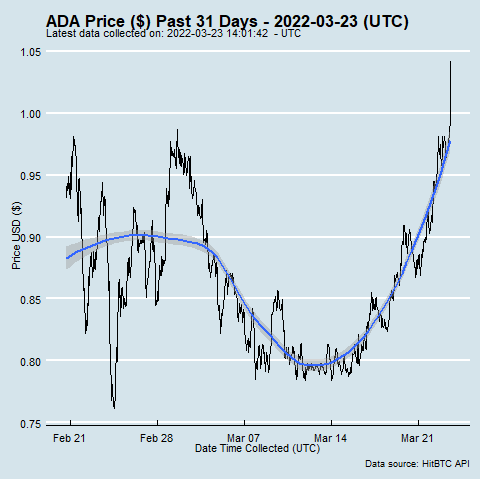 ADA Price ($) Past 31 Days - 2022-03-23 (UTC)
Latest data collected on: 2022-03-23 14:01:42 - UTC
1.05
1.00
0.95
0.90
0.85
0.80
0.75
Price USD ($)
Feb 21
Feb 28
Mar 07
Mar 14
Mar 21
Date Time Collected (UTC)
Data source: HitBTC API